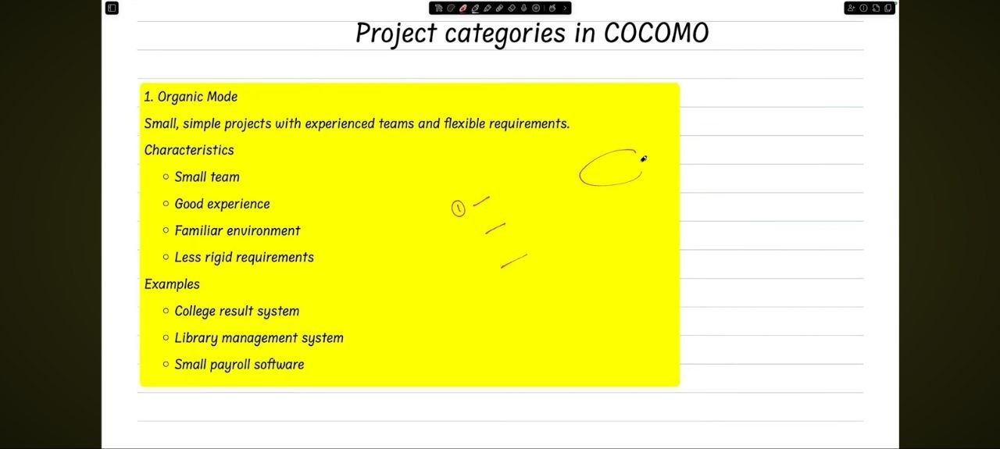 Project categories in COCOMO
1. Organic Mode
Small, simple projects with experienced teams and flexible requirements.
Characteristics
○ Small team
○ Good experience
○ Familiar environment
○ Less rigid requirements
Examples
○ College result system
○ Library management system
○ Small payroll software
1